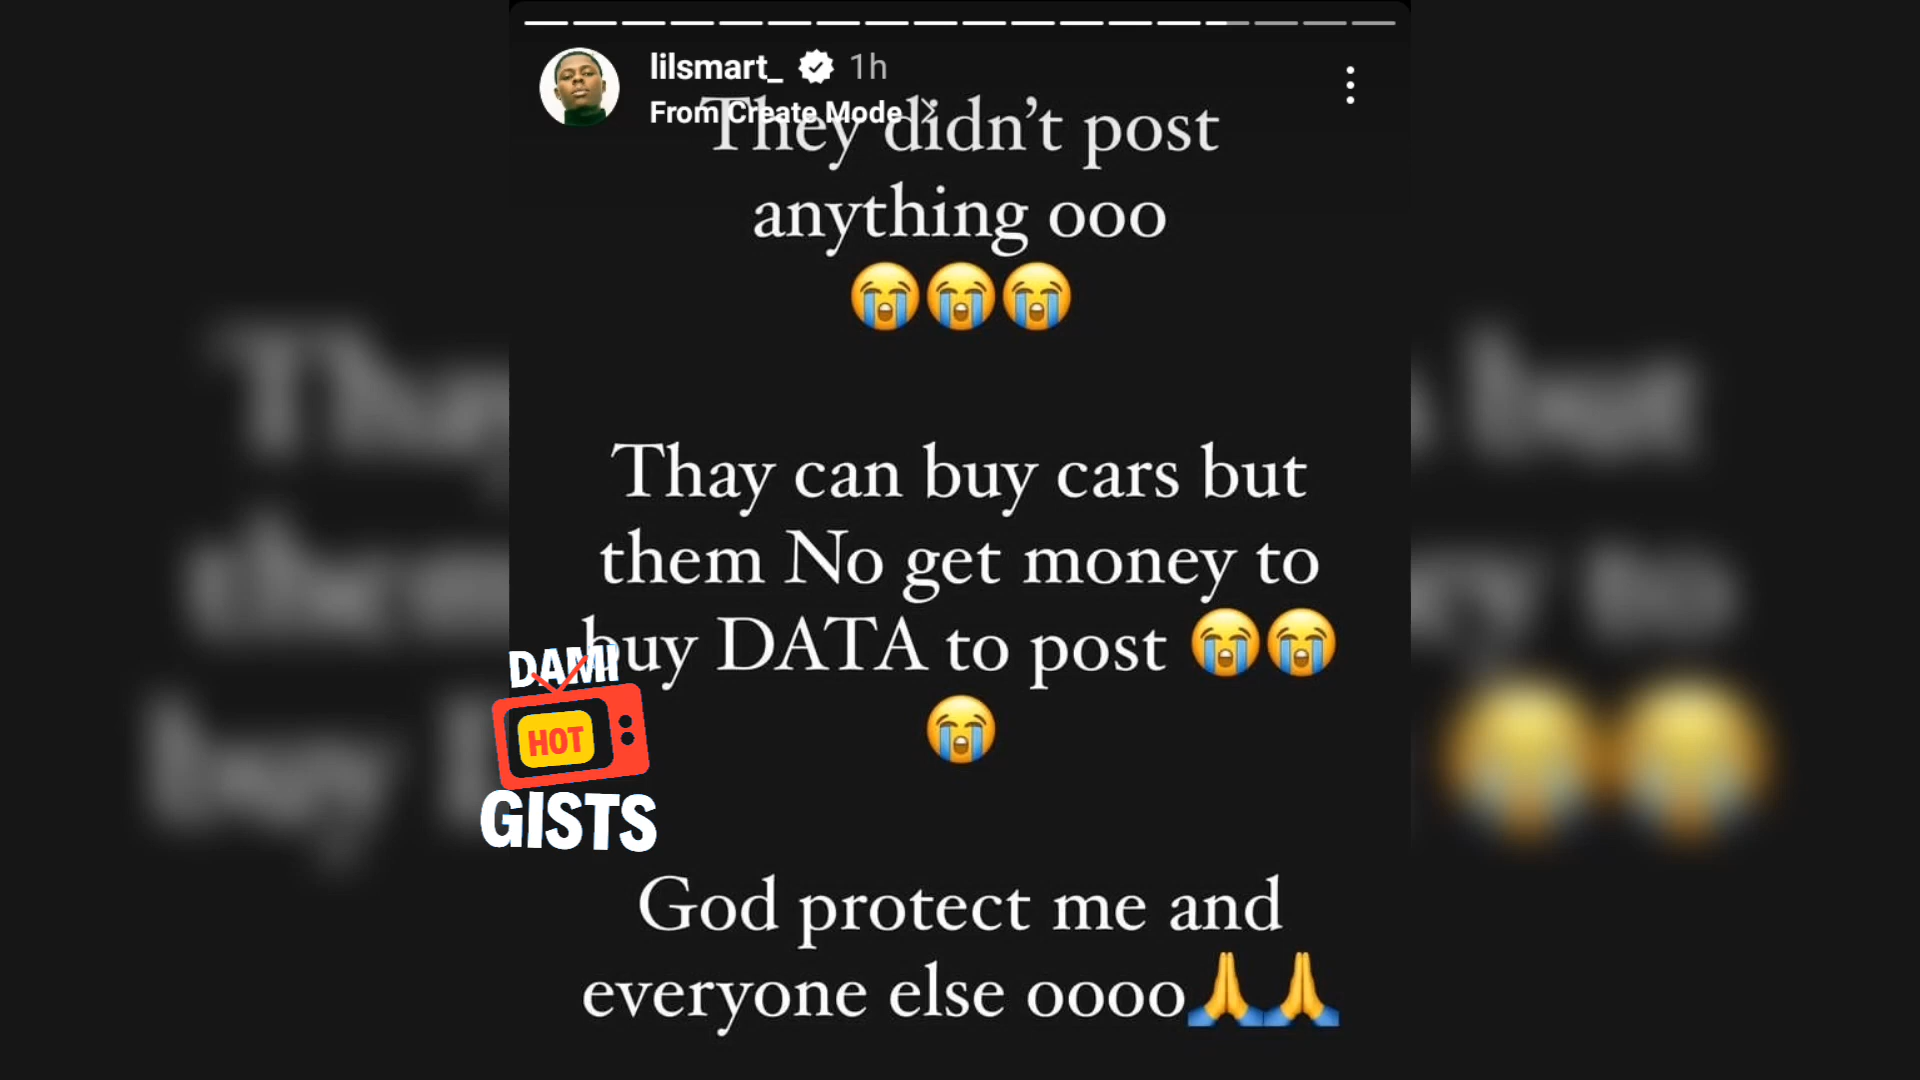 lilsmart_ 1h
From Create Mode
They didn’t post
anything ooo
😭😭😭
Thay can buy cars but
them No get money to
buy DATA to post 😭😭
😭
DAMI
HOT
GISTS
God protect me and
everyone else oooo🙏🙏